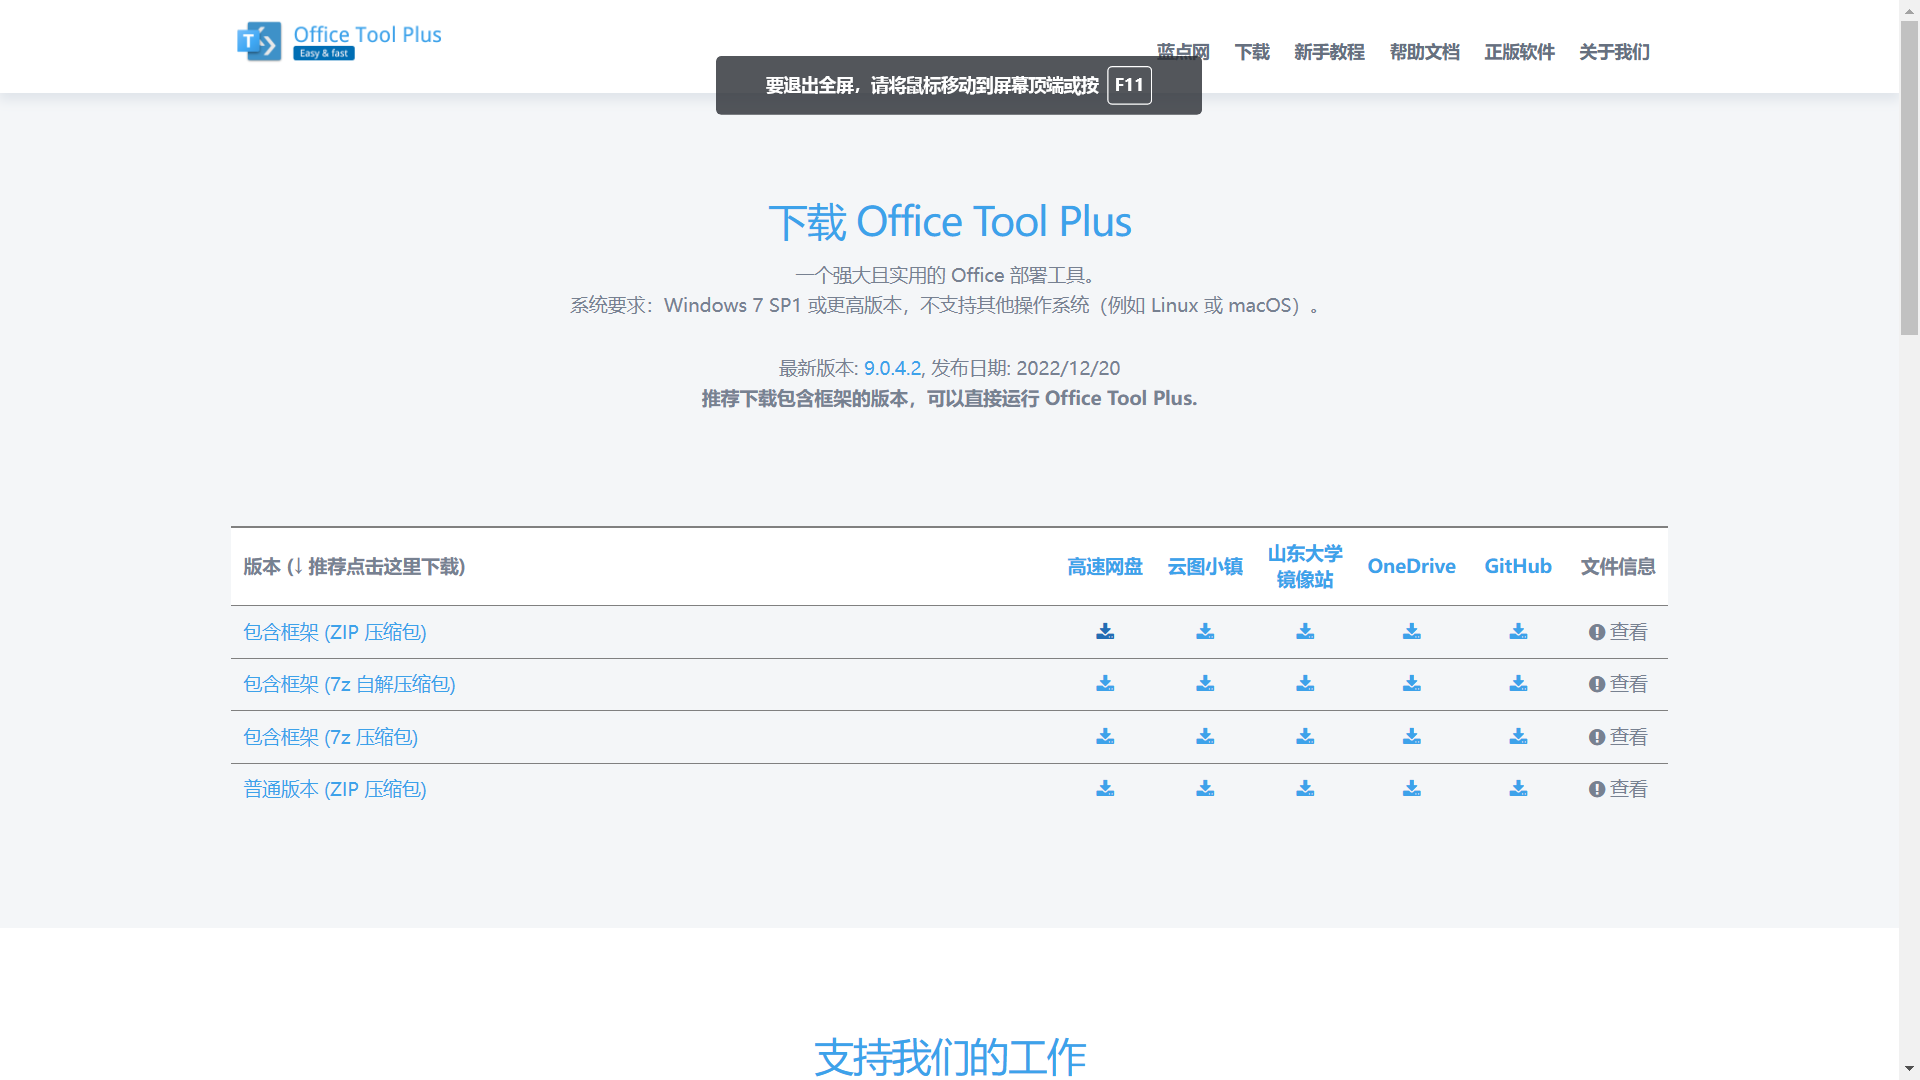 Office Tool Plus
Easy & fast
蓝点网 下载 新手教程 帮助文档 正版软件 关于我们
要退出全屏，请将鼠标移动到屏幕顶端或按 F11
下载 Office Tool Plus
一个强大且实用的 Office 部署工具。
系统要求：Windows 7 SP1 或更高版本，不支持其他操作系统（例如 Linux 或 macOS）。
最新版本: 9.0.4.2, 发布日期: 2022/12/20
推荐下载包含框架的版本，可以直接运行 Office Tool Plus.
版本 (↓ 推荐点击这里下载) 高速网盘 云图小镇 山东大学镜像站 OneDrive GitHub 文件信息
包含框架 (ZIP 压缩包) 查看
包含框架 (7z 自解压缩包) 查看
包含框架 (7z 压缩包) 查看
普通版本 (ZIP 压缩包) 查看
支持我们的工作